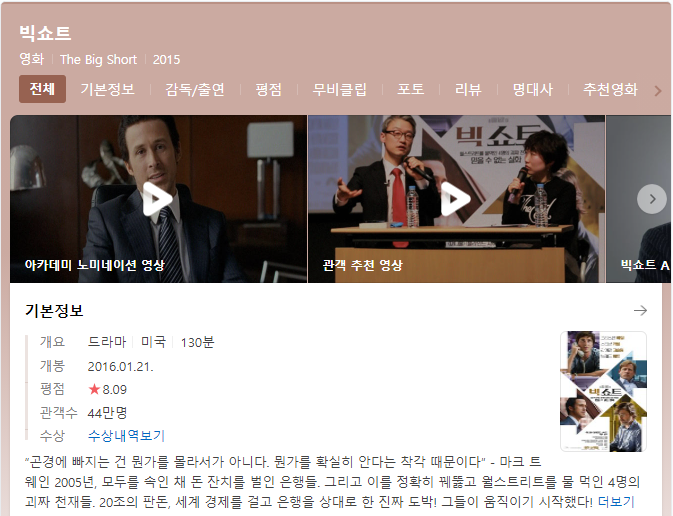 빅쇼트
영화 The Big Short 2015
전체 기본정보 감독/출연 평점 무비클립 포토 리뷰 명대사 추천영화
빅쇼트
아카데미 노미네이션 영상
관객 추천 영상
빅쇼트 A
기본정보
개요 드라마 미국 130분
개봉 2016.01.21.
평점 ★8.09
관객수 44만명
수상 수상내역보기
빅쇼트
“곤경에 빠지는 건 뭔가를 몰라서가 아니다. 뭔가를 확실히 안다는 착각 때문이다” - 마크 트
웨인 2005년, 모두를 속인 채 돈 잔치를 벌인 은행들. 그리고 이를 정확히 꿰뚫고 월스트리트를 물 먹인 4명의
괴짜 천재들. 20조의 판돈, 세계 경제를 걸고 은행을 상대로 한 진짜 도박! 그들이 움직이기 시작했다! 더보기